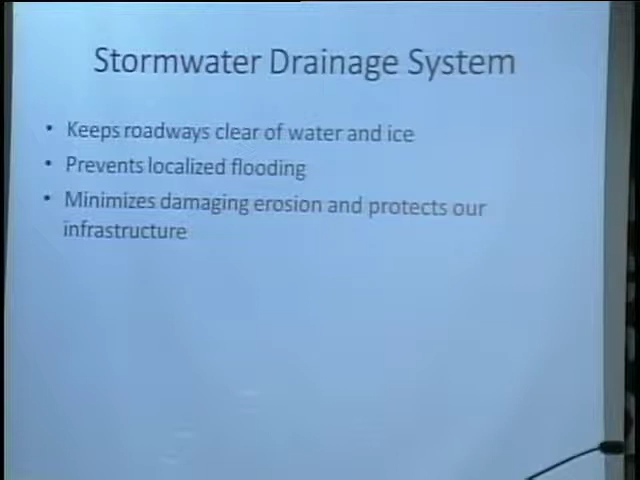 Stormwater Drainage System
• Keeps roadways clear of water and ice
• Prevents localized flooding
• Minimizes damaging erosion and protects our
infrastructure